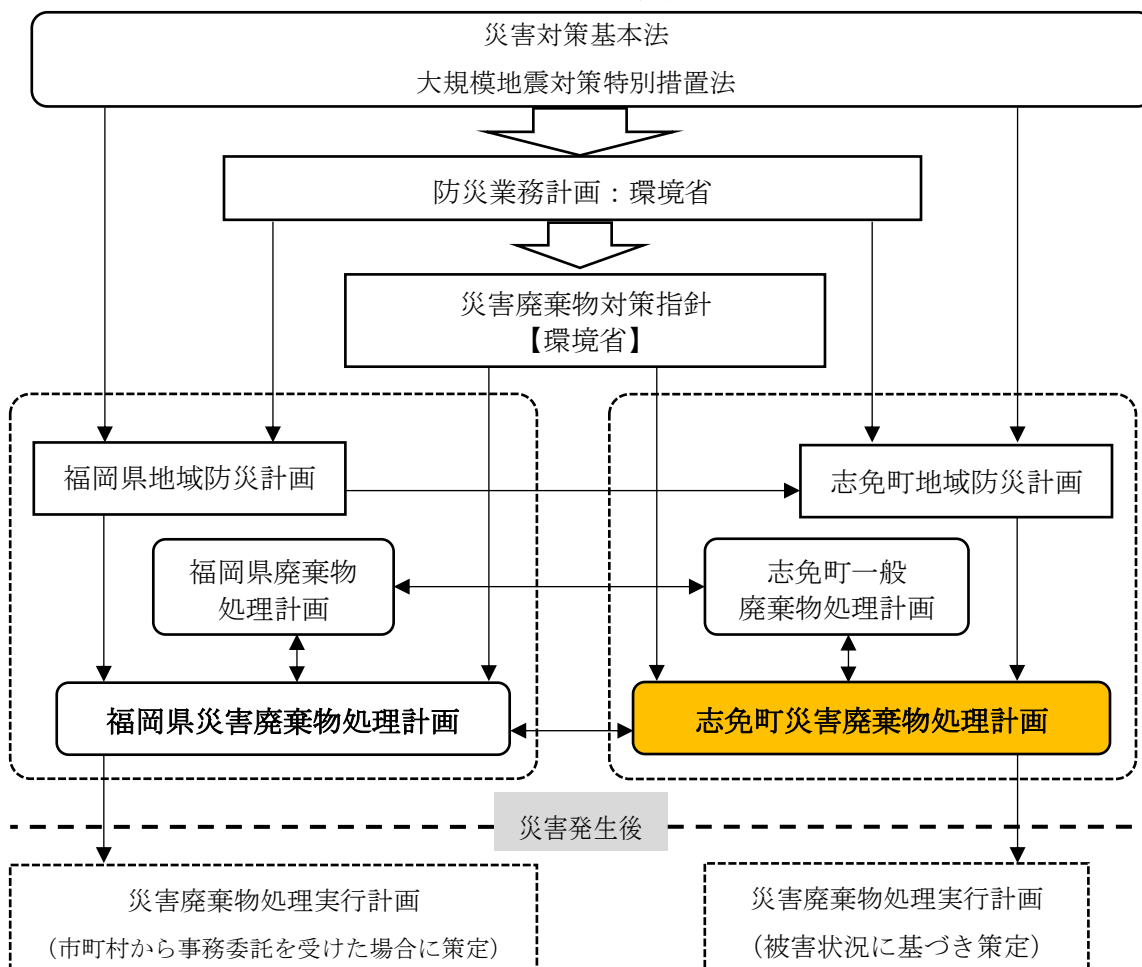 災害対策基本法
大規模地震対策特別措置法
防災業務計画：環境省
災害廃棄物対策指針
【環境省】
福岡県地域防災計画
志免町地域防災計画
福岡県廃棄物
処理計画
志免町一般
廃棄物処理計画
福岡県災害廃棄物処理計画
志免町災害廃棄物処理計画
災害発生後
災害廃棄物処理実行計画
（市町村から事務委託を受けた場合に策定）
災害廃棄物処理実行計画
（被害状況に基づき策定）